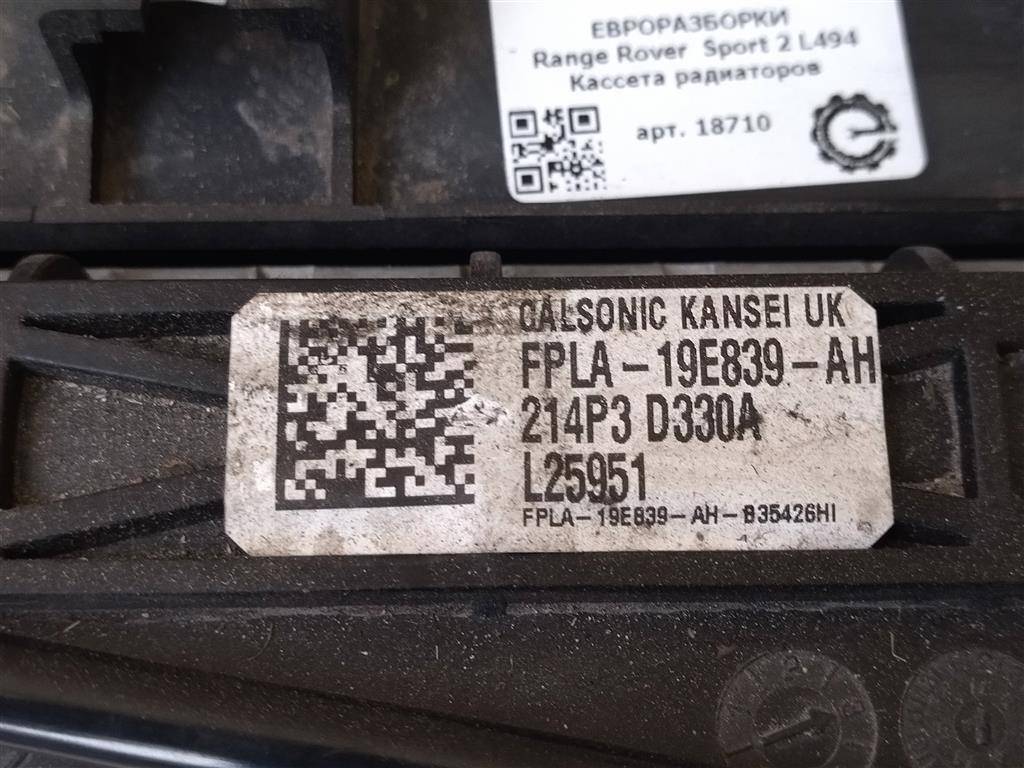 ЕВРОРАЗБОРКИ
Range Rover Sport 2 L494
Кассета радиаторов
арт. 18710
CALSONIC KANSEI UK
FPLA-19E839-AH
214P3 D330A
L25951
FPLA-19E839-AH-B35426HI